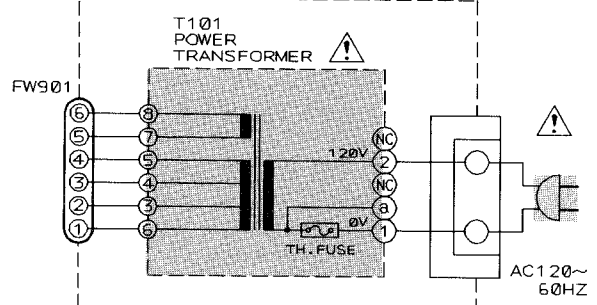 T101
POWER
TRANSFORMER
FW901
6 8
5 7 NC
4 5 120V 2
3 4 NC
2 3 a
1 6 0V 1
TH.FUSE
AC120~
60HZ